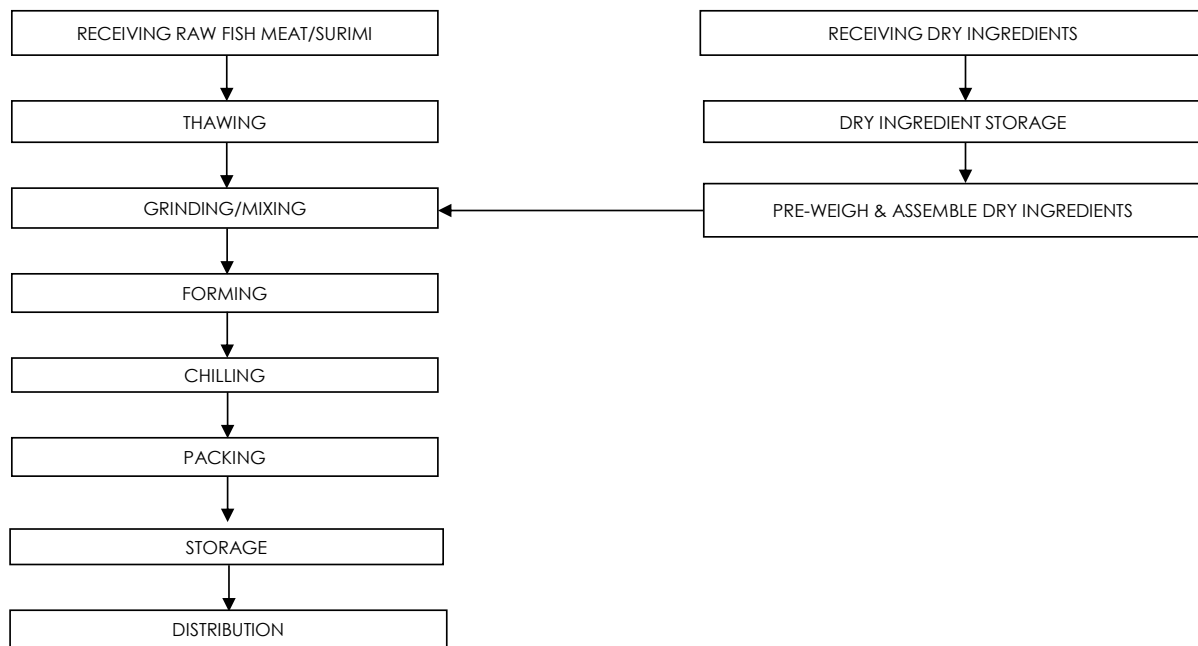 RECEIVING RAW FISH MEAT/SURIMI
RECEIVING DRY INGREDIENTS
THAWING
DRY INGREDIENT STORAGE
GRINDING/MIXING
PRE-WEIGH & ASSEMBLE DRY INGREDIENTS
FORMING
CHILLING
PACKING
STORAGE
DISTRIBUTION